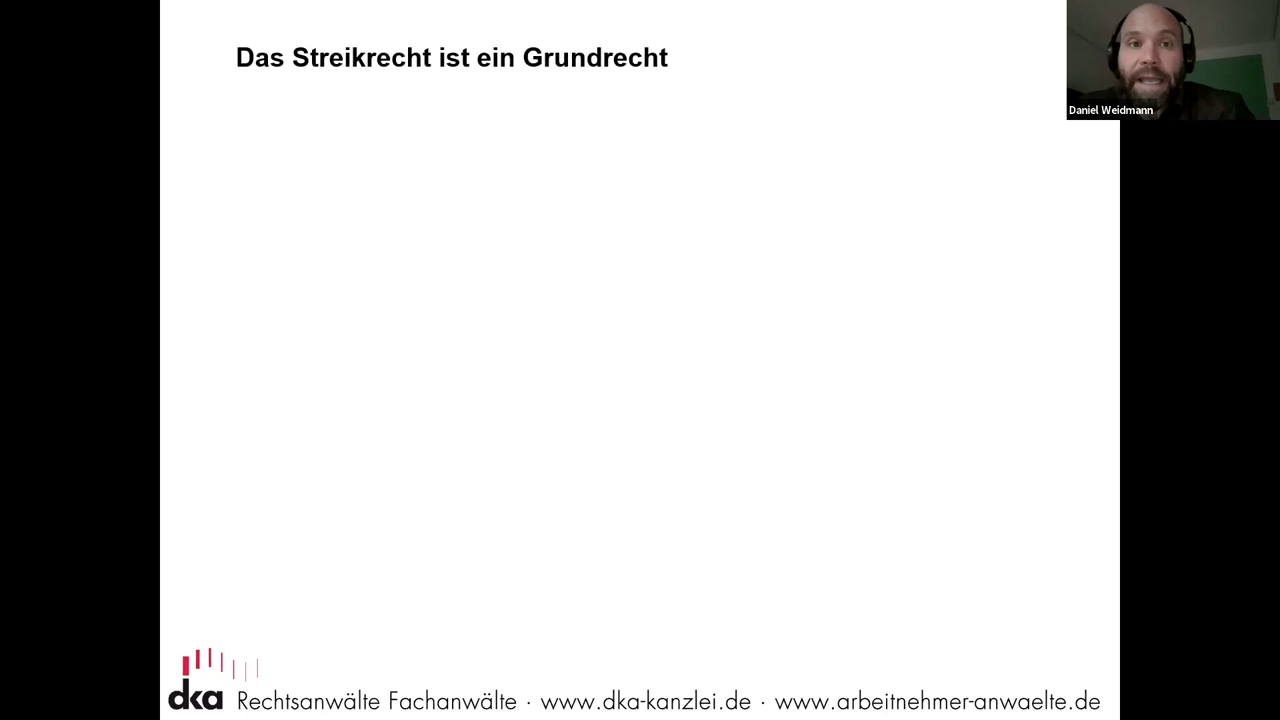 Das Streikrecht ist ein Grundrecht
Daniel Weidmann
dka Rechtsanwälte Fachanwälte · www.dka-kanzlei.de · www.arbeitnehmer-anwaelte.de